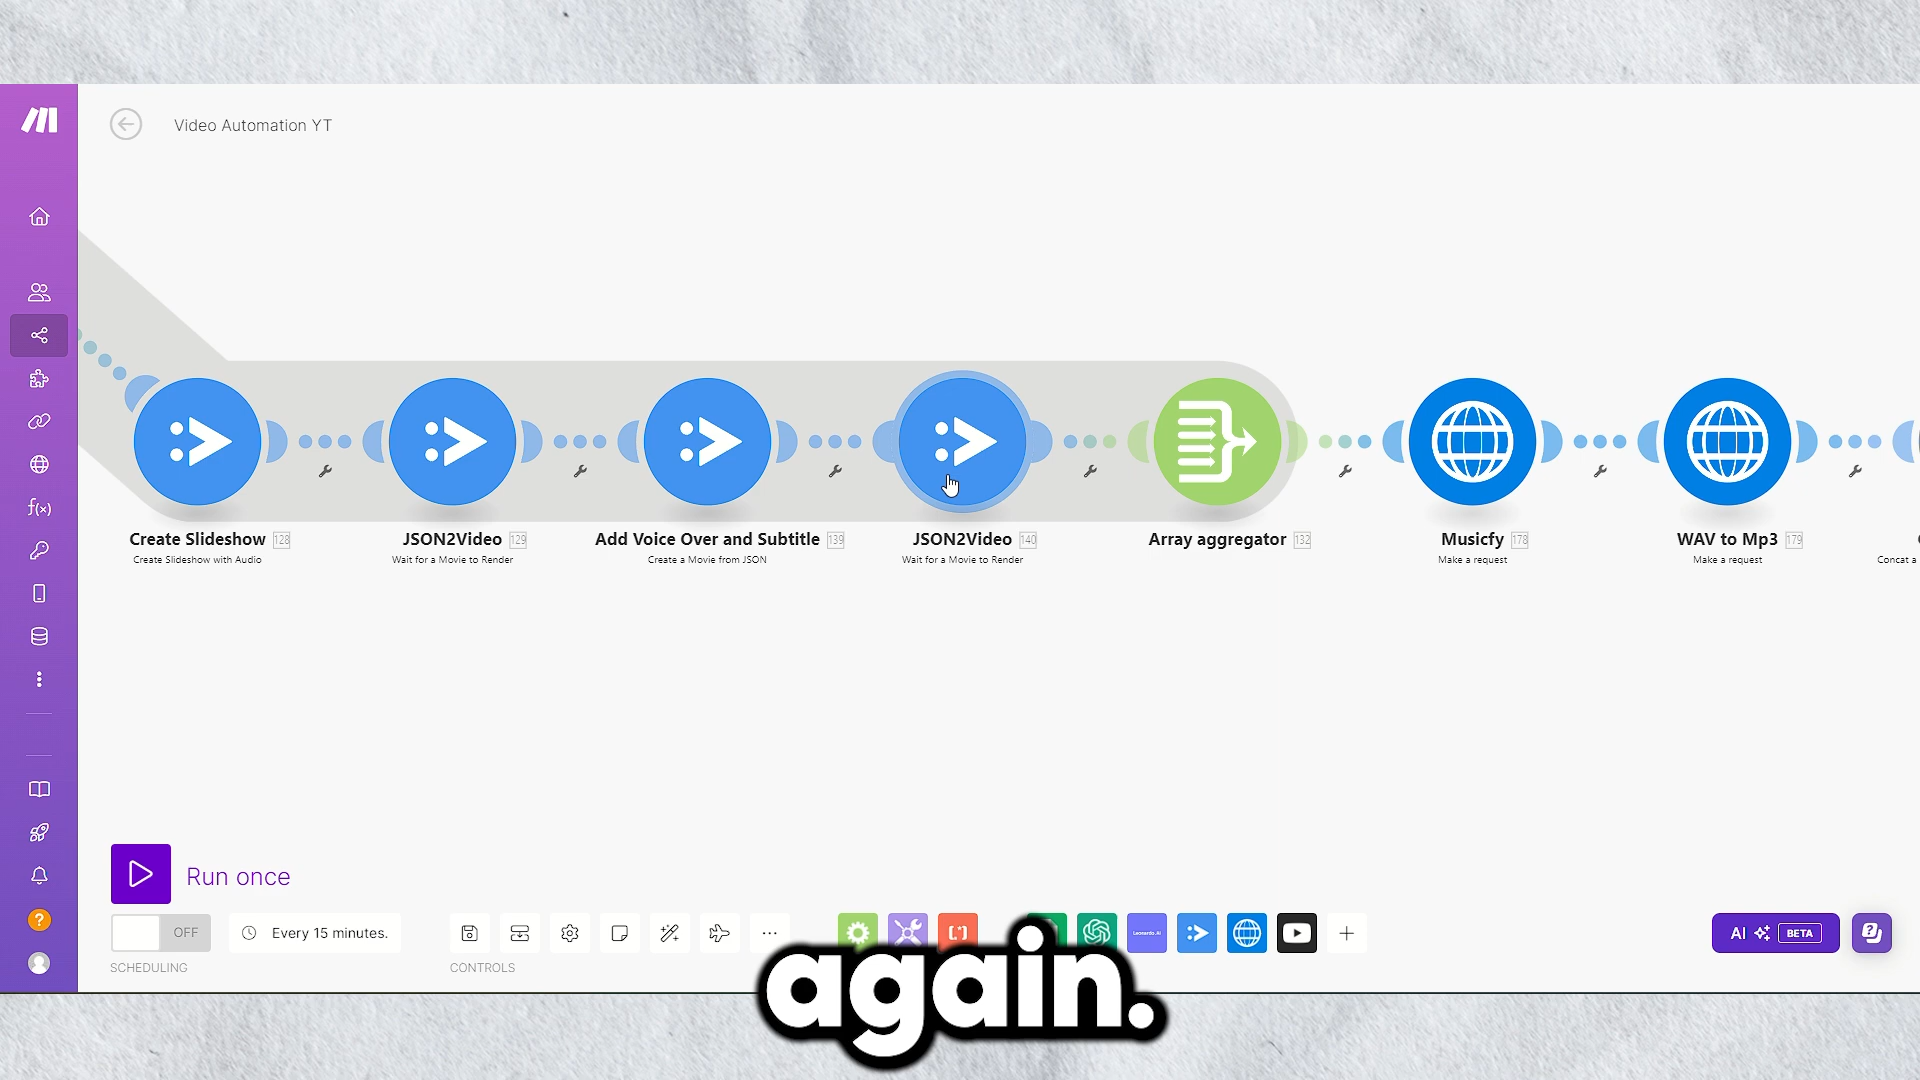 Video Automation YT
Create Slideshow 128
Create Slideshow with Audio
JSON2Video 129
Wait for a Movie to Render
Add Voice Over and Subtitle 139
Create a Movie from JSON
JSON2Video 140
Wait for a Movie to Render
Array aggregator 132
Musicfy 178
Make a request
WAV to Mp3 179
Make a request
Concat a
f(x)
Run once
OFF
Every 15 minutes.
SCHEDULING
CONTROLS
Leonardo.Ai
AI BETA
again.